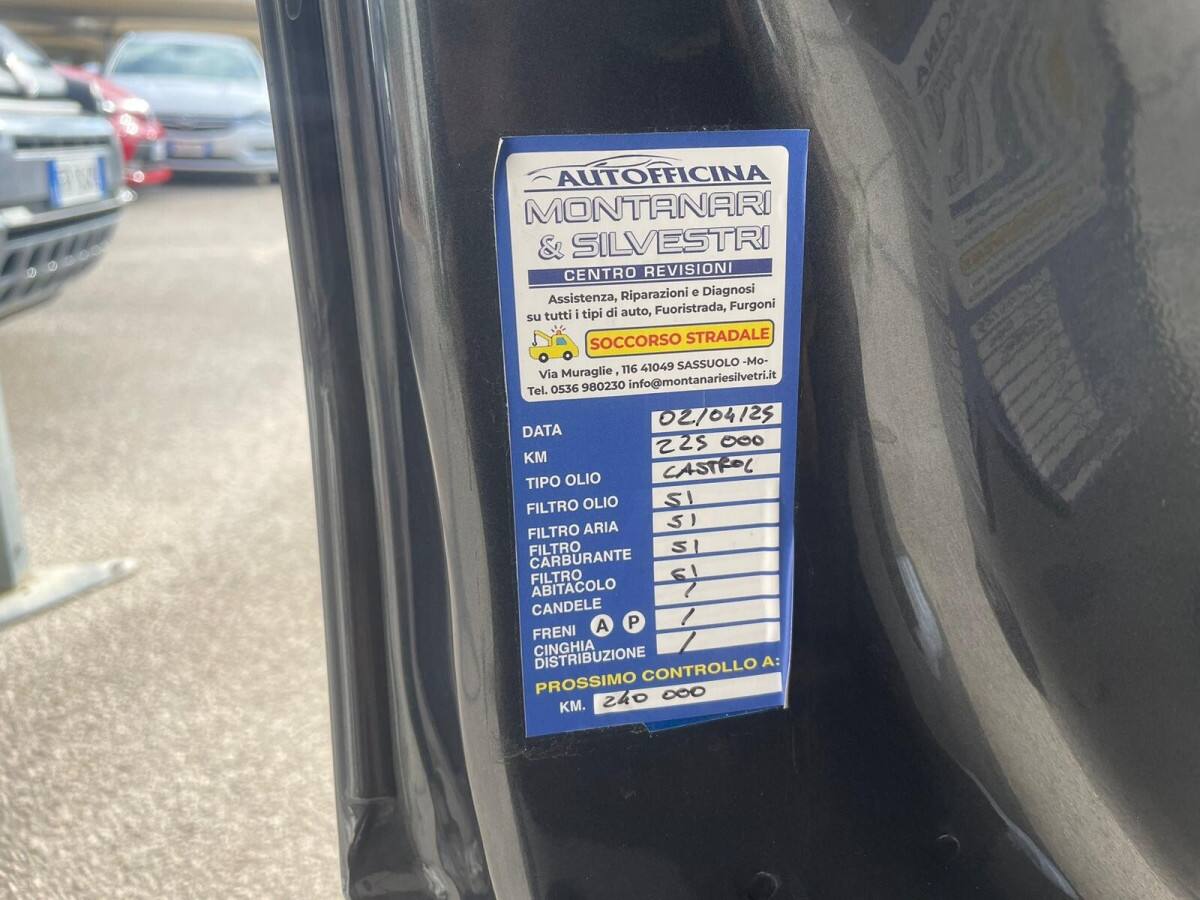 AUTOFFICINA
MONTANARI
& SILVESTRI
CENTRO REVISIONI
Assistenza, Riparazioni e Diagnosi
su tutti i tipi di auto, Fuoristrada, Furgoni
SOCCORSO STRADALE
Via Muraglie , 116 41049 SASSUOLO -Mo-
Tel. 0536 980230 info@montanariesilvetri.it
DATA 02/04/25
KM 225 000
TIPO OLIO CASTROL
FILTRO OLIO SI
FILTRO ARIA SI
FILTRO CARBURANTE SI
FILTRO ABITACOLO SI
CANDELE /
FRENI A P /
CINGHIA DISTRIBUZIONE /
PROSSIMO CONTROLLO A:
KM. 240 000